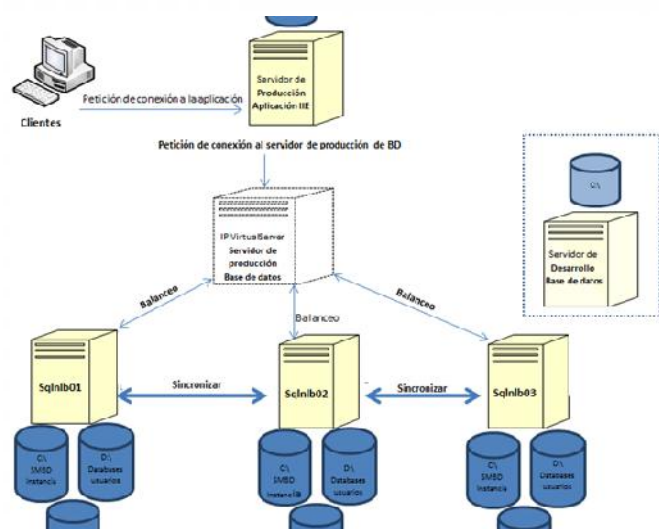 Servidor de
Producción
Aplicación IIE
Petición de conexión a la aplicación
Clientes
Petición de conexión al servidor de producción de BD
C:\
IPVirtualServer
Servidor de
producción
Base de datos
Servidor de
Desarrollo
Base de datos
Balanceo
Balanceo
Balanceo
Sqlnlb01
Sincronizar
Sqlnlb02
Sincronizar
Sqlnlb03
C:\
SMBD
Instancia
D:\
Databases
usuarios
C:\
SMBD
Instancia
D:\
Databases
usuarios
C:\
SMBD
Instancia
D:\
Databases
usuarios